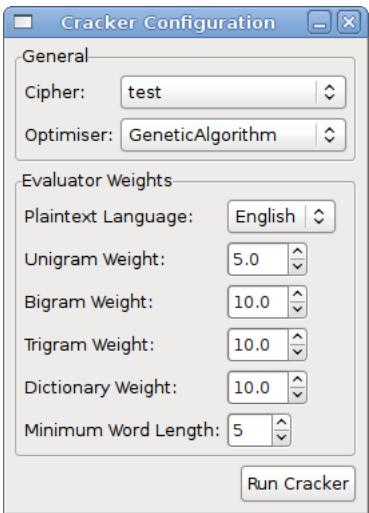 Cracker Configuration
General
Cipher: test
Optimiser: GeneticAlgorithm
Evaluator Weights
Plaintext Language: English
Unigram Weight: 5.0
Bigram Weight: 10.0
Trigram Weight: 10.0
Dictionary Weight: 10.0
Minimum Word Length: 5
Run Cracker